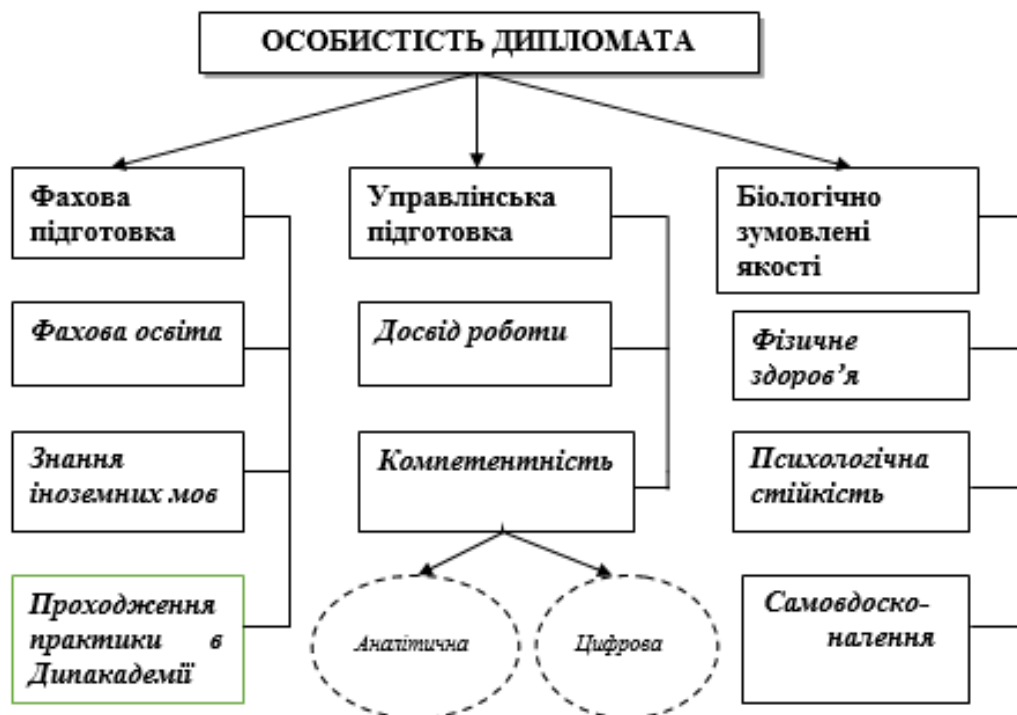 ОСОБИСТІСТЬ ДИПЛОМАТА
Фахова
підготовка
Управлінська
підготовка
Біологічно
зумовлені
якості
Фахова освіта
Досвід роботи
Фізичне
здоров’я
Знання
іноземних мов
Компетентність
Психологічна
стійкість
Проходження
практики в
Дипакадемії
Аналітична
Цифрова
Самовдоско-
налення